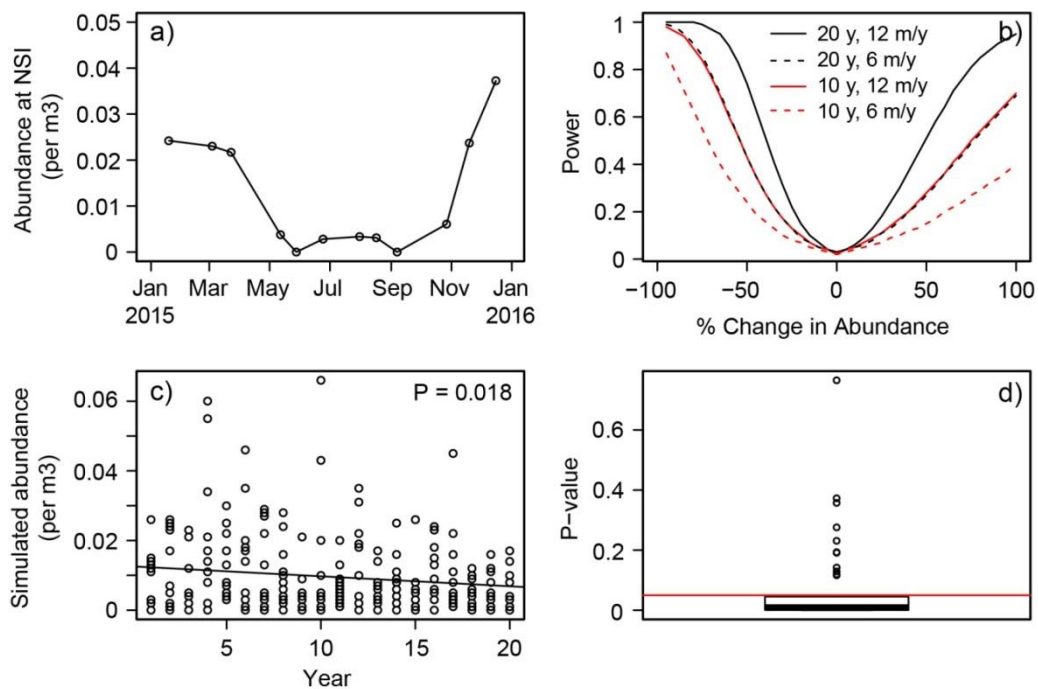 a)
Abundance at NSI
(per m3)
0.05
0.04
0.03
0.02
0.01
0
Jan Mar May Jul Sep Nov Jan
2015 2016
b)
20 y, 12 m/y
20 y, 6 m/y
10 y, 12 m/y
10 y, 6 m/y
Power
1
0.8
0.6
0.4
0.2
0
−100 −50 0 50 100
% Change in Abundance
c)
P = 0.018
Simulated abundance
(per m3)
0.06
0.04
0.02
0
5 10 15 20
Year
d)
P−value
0.6
0.4
0.2
0